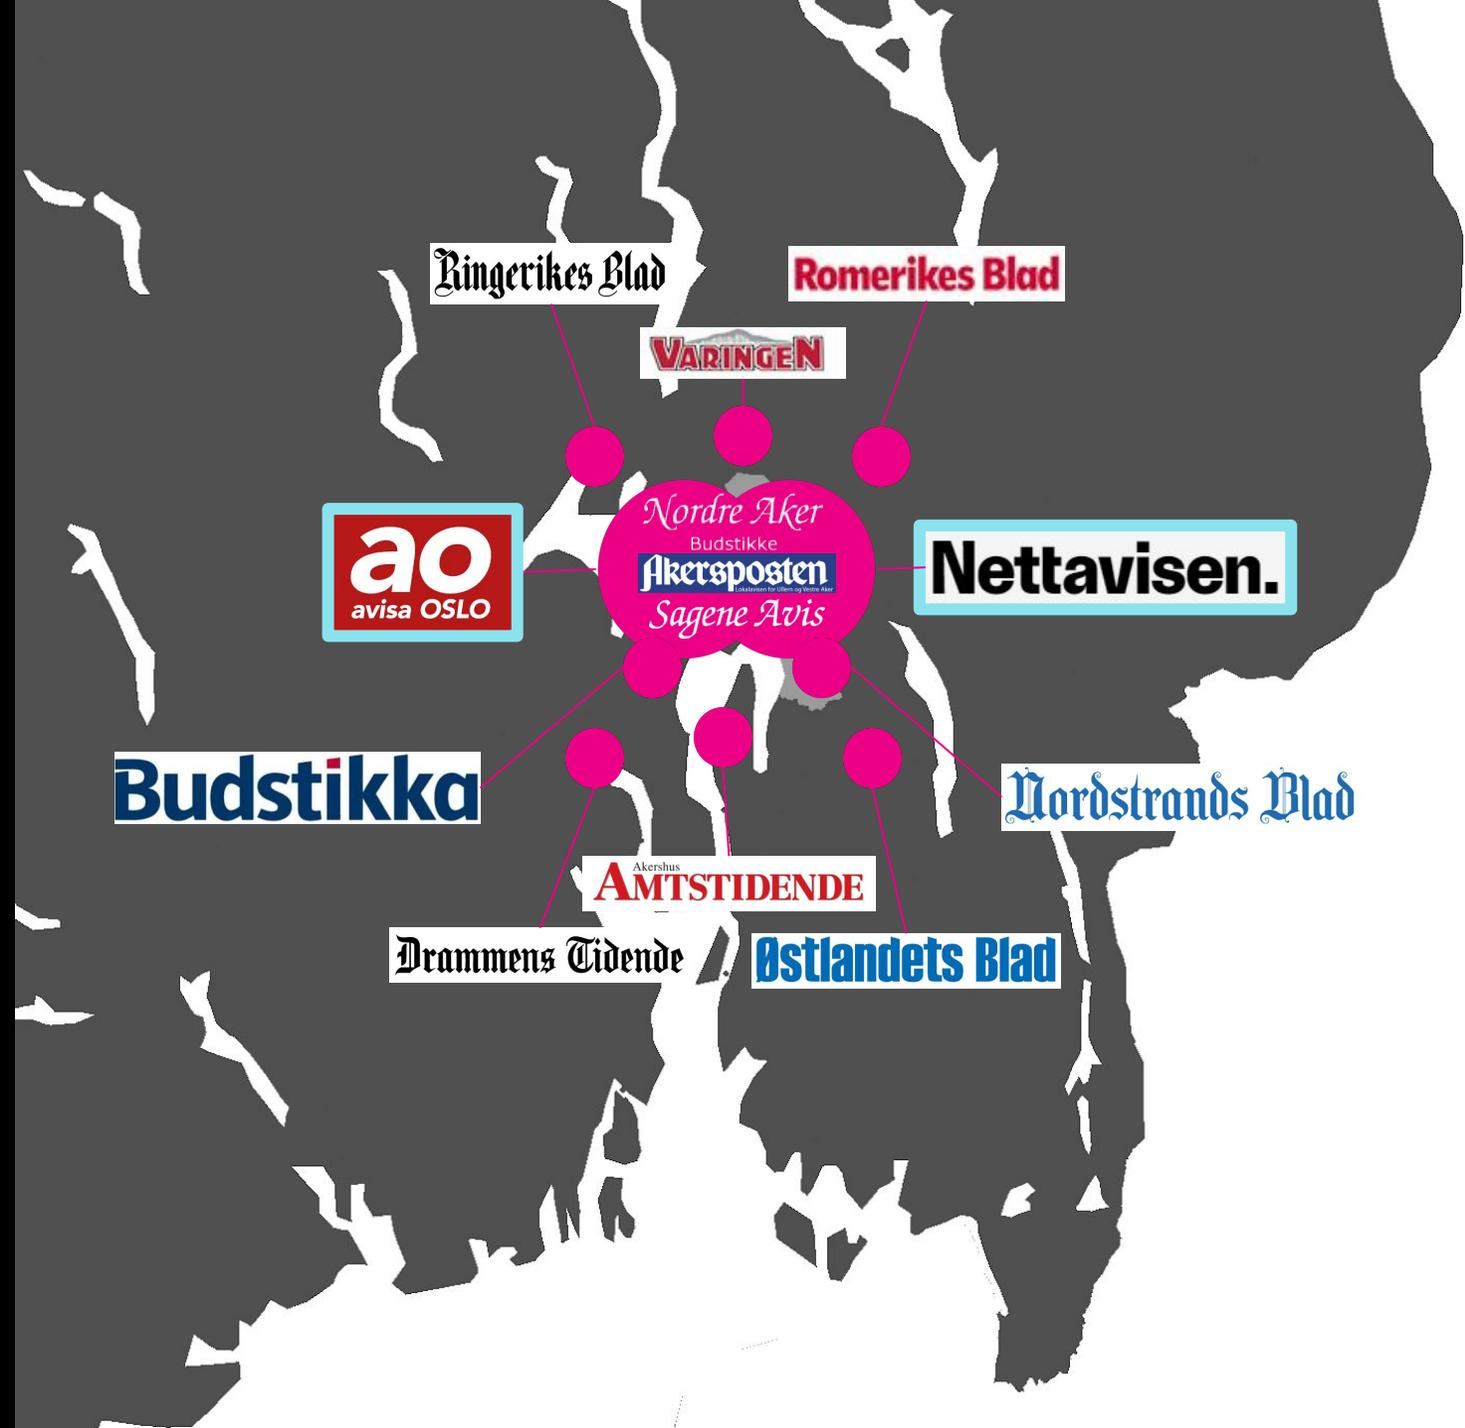 Ringerikes Blad
Romerikes Blad
VARINGEN
Nordre Aker
Budstikke
Akersposten
Lokalavisen for Ullern og Vestre Aker
Sagene Avis
ao
avisa OSLO
Nettavisen.
Budstikka
Nordstrands Blad
Akershus
AMTSTIDENDE
Drammens Tidende
Østlandets Blad